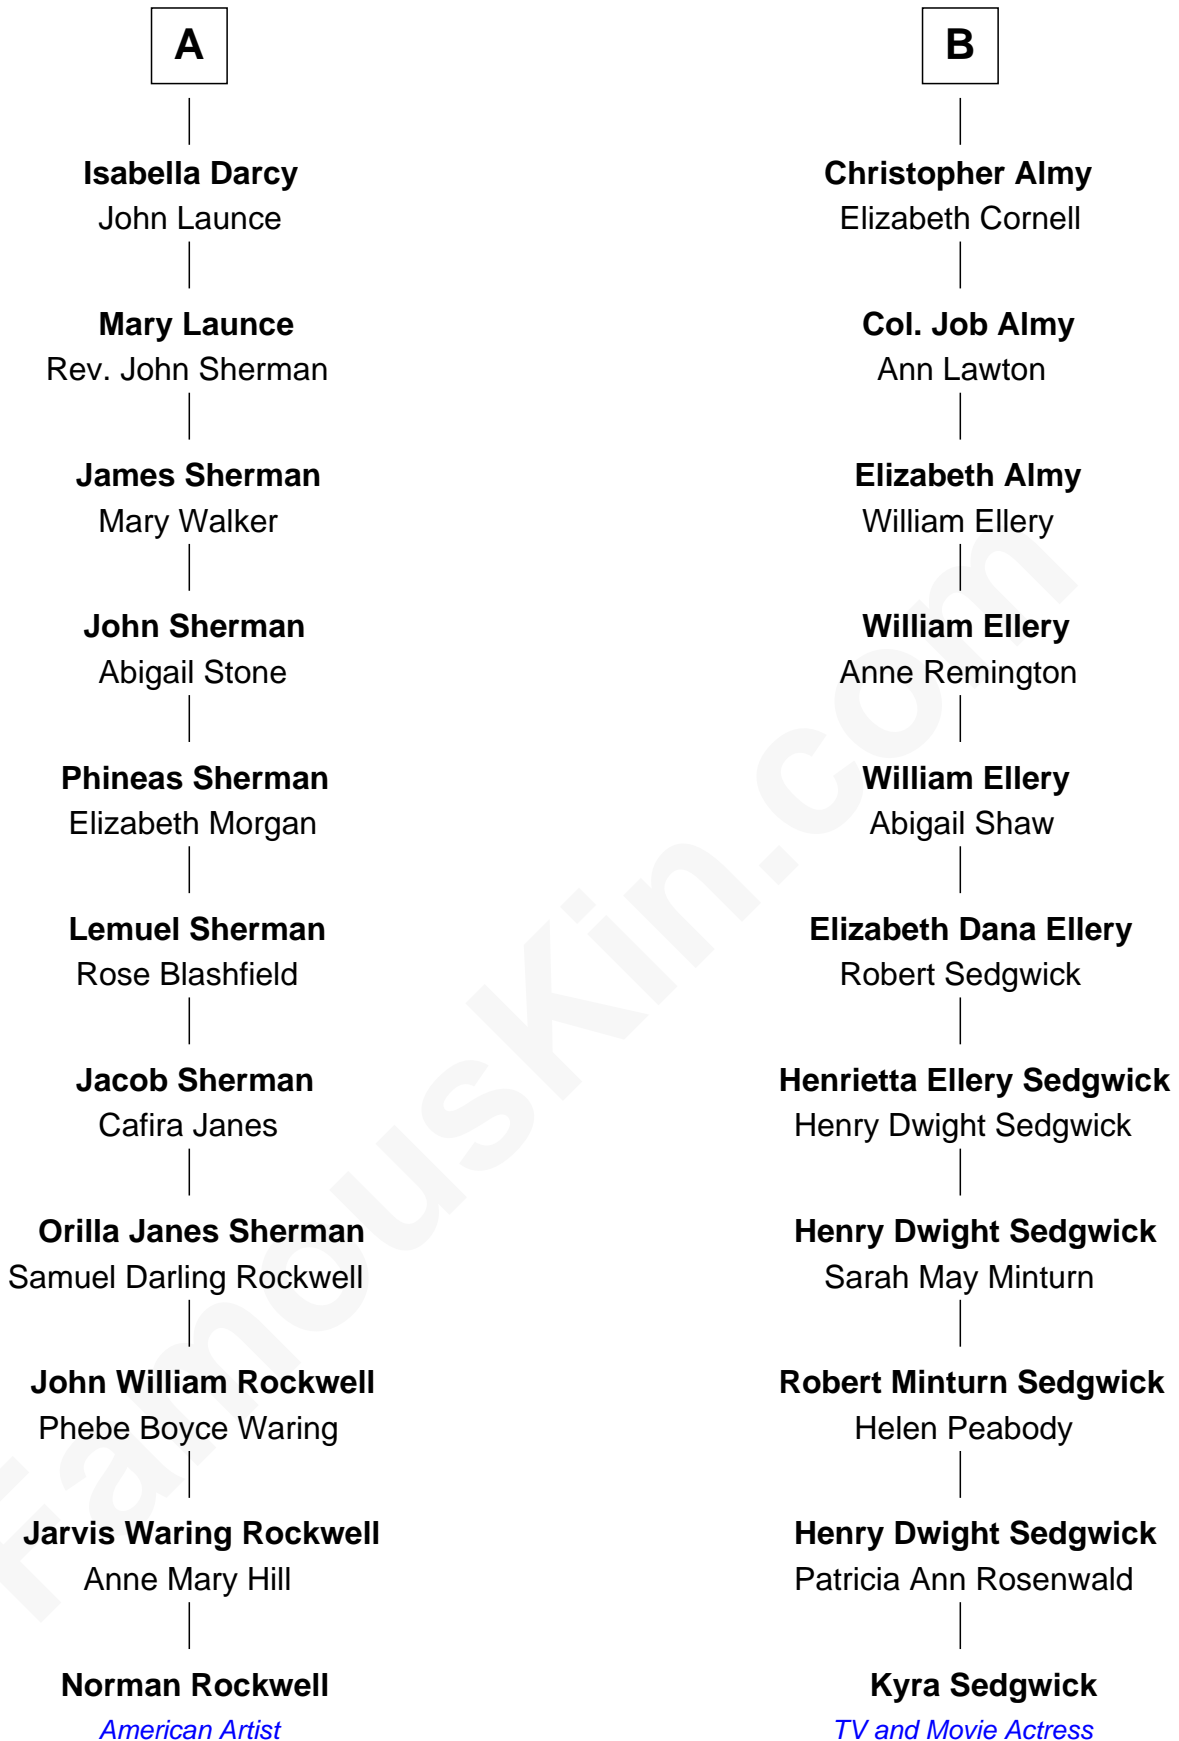 A
Isabella Darcy
John Launce
Mary Launce
Rev. John Sherman
James Sherman
Mary Walker
John Sherman
Abigail Stone
Phineas Sherman
Elizabeth Morgan
Lemuel Sherman
Rose Blashfield
Jacob Sherman
Cafira Janes
Orilla Janes Sherman
Samuel Darling Rockwell
John William Rockwell
Phebe Boyce Waring
Jarvis Waring Rockwell
Anne Mary Hill
Norman Rockwell
American Artist
B
Christopher Almy
Elizabeth Cornell
Col. Job Almy
Ann Lawton
Elizabeth Almy
William Ellery
William Ellery
Anne Remington
William Ellery
Abigail Shaw
Elizabeth Dana Ellery
Robert Sedgwick
Henrietta Ellery Sedgwick
Henry Dwight Sedgwick
Henry Dwight Sedgwick
Sarah May Minturn
Robert Minturn Sedgwick
Helen Peabody
Henry Dwight Sedgwick
Patricia Ann Rosenwald
Kyra Sedgwick
TV and Movie Actress
FamousKin.com